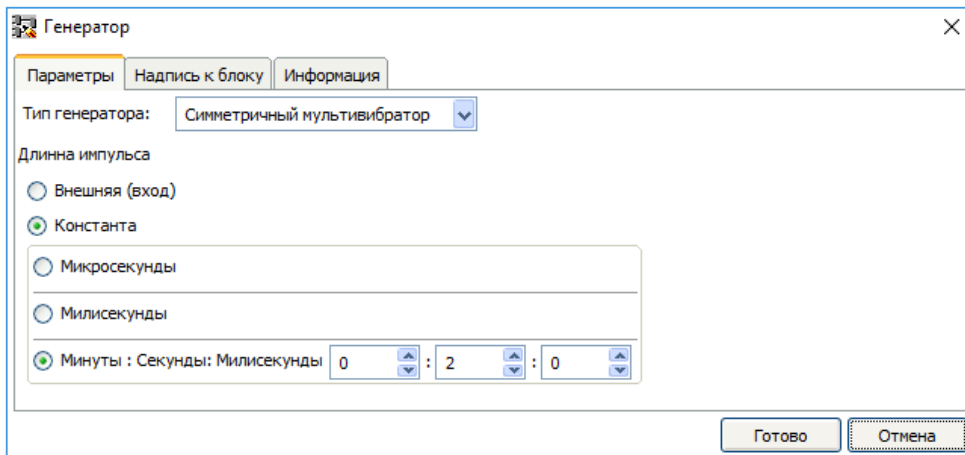 Генератор
Параметры Надпись к блоку Информация
Тип генератора: Симметричный мультивибратор
Длинна импульса
Внешняя (вход)
Константа
Микросекунды
Милисекунды
Минуты : Секунды: Милисекунды 0 : 2 : 0
Готово Отмена